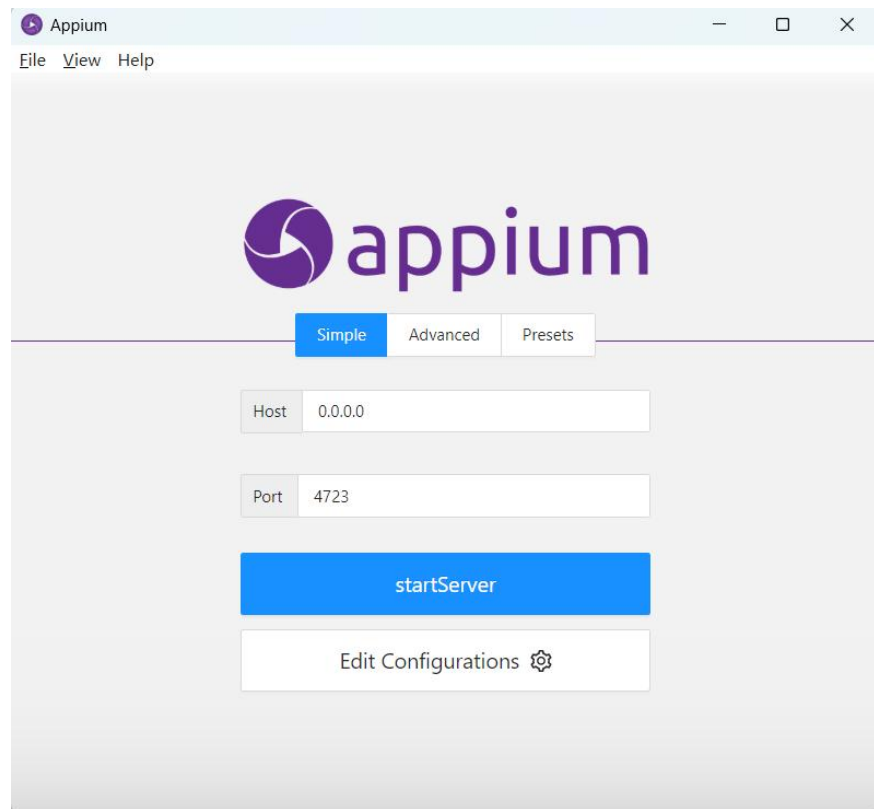 Appium
File View Help
appium
Simple Advanced Presets
Host 0.0.0.0
Port 4723
startServer
Edit Configurations